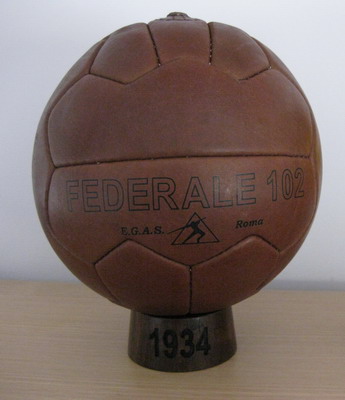 FEDERALE 102
E.G.A.S. Roma
1934